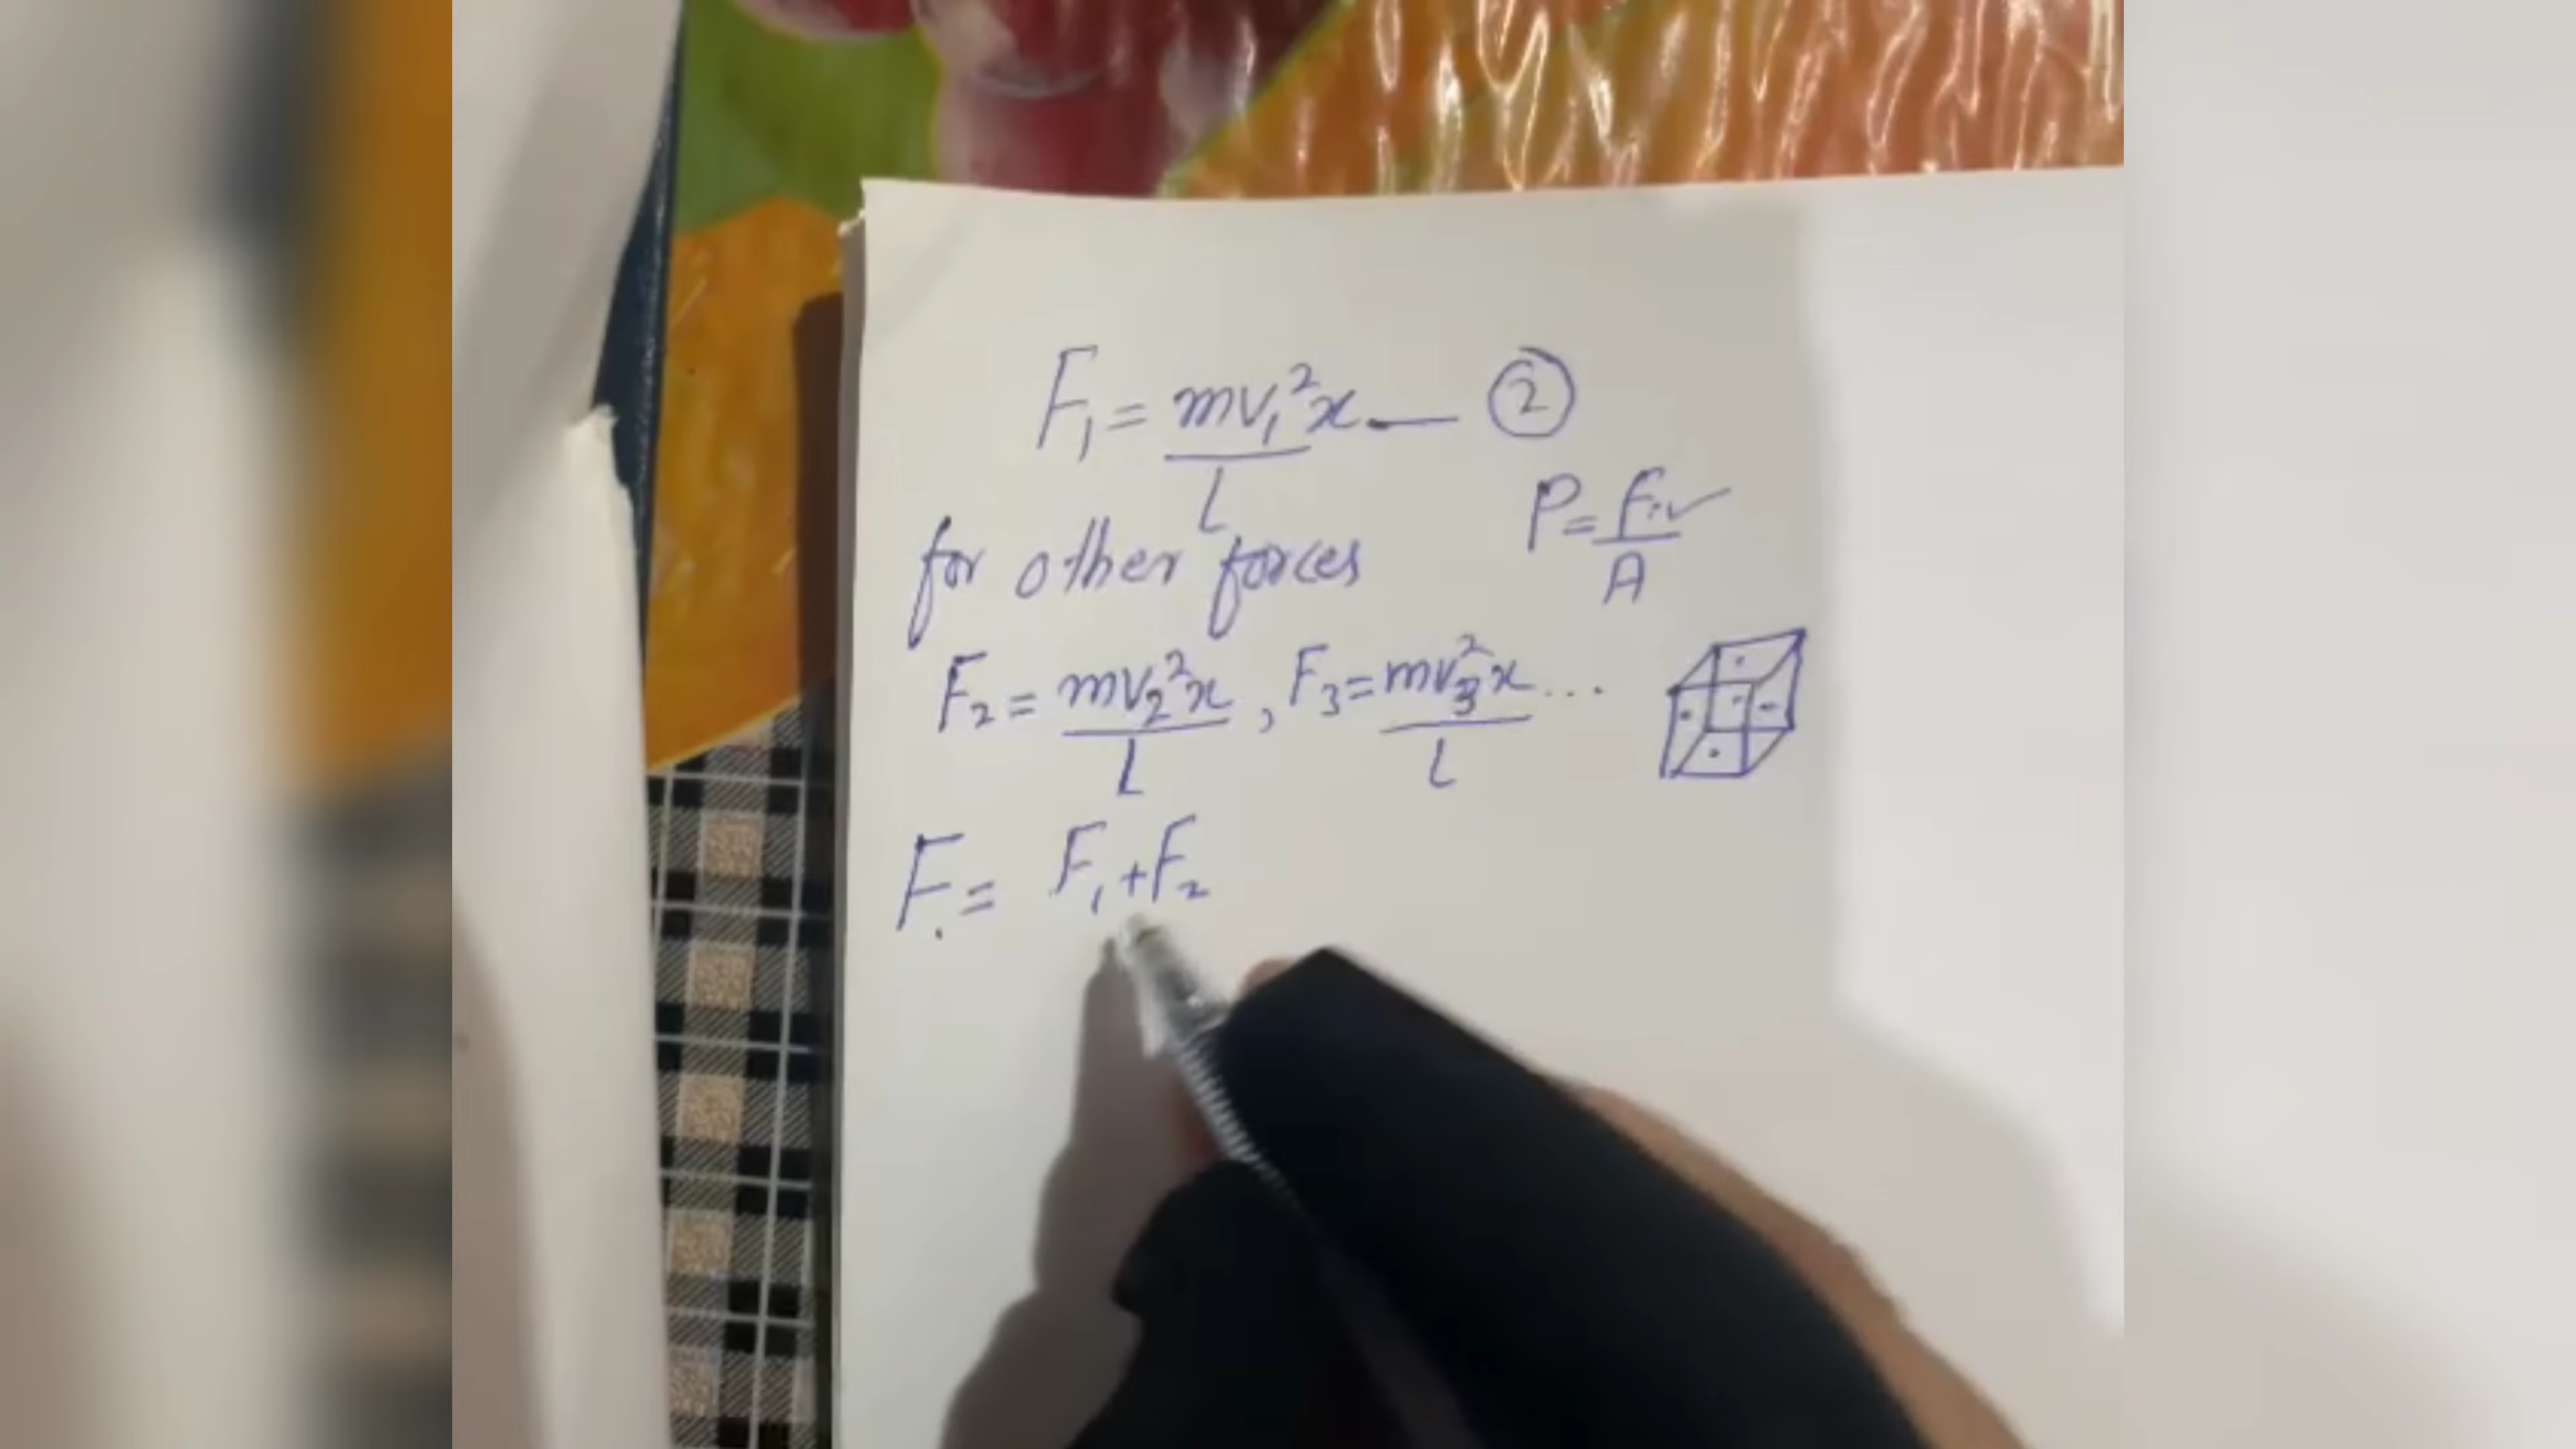 F₁ = mv₁²x — ②
L
P = F
A
for other forces
F₂ = mv₂²x , F₃ = mv₃²x ...
L L
F = F₁ + F₂